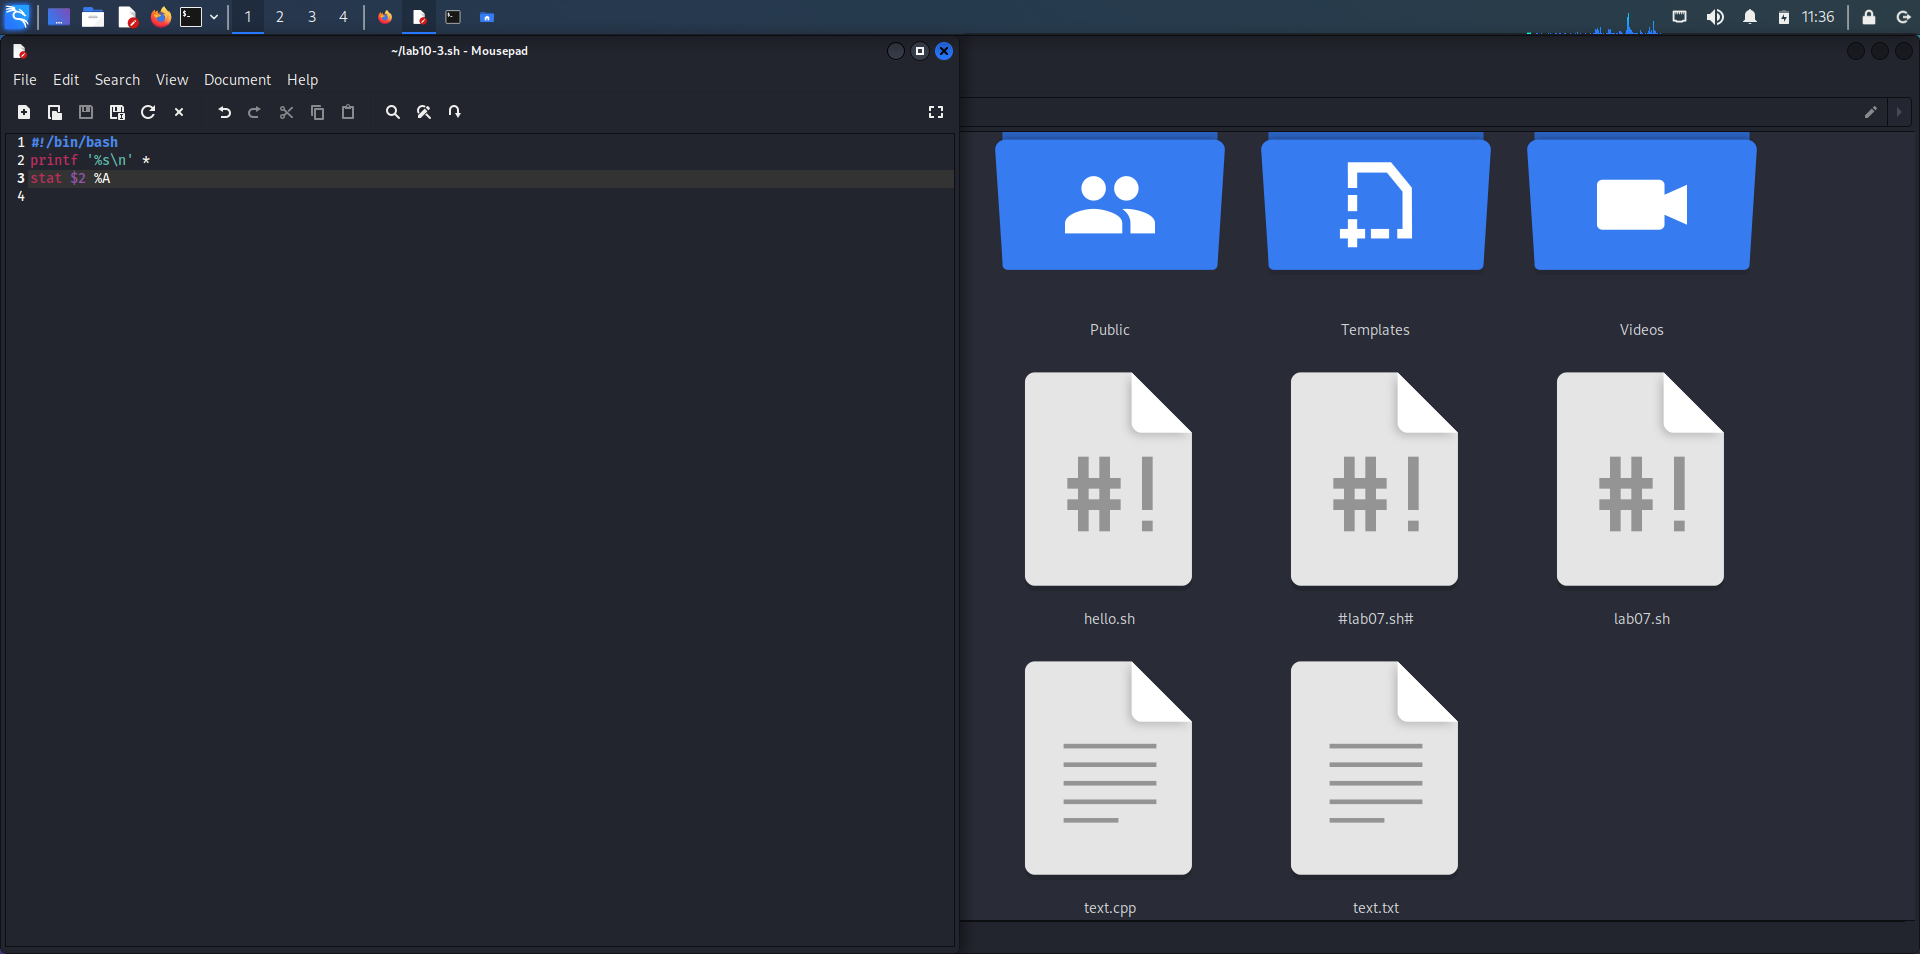 1 2 3 4 11:36
~/lab10-3.sh - Mousepad
File Edit Search View Document Help
1 #!/bin/bash
2 printf '%s\n' *
3 stat $2 %A
4
Public Templates Videos
#! #! #!
hello.sh #lab07.sh# lab07.sh
text.cpp text.txt